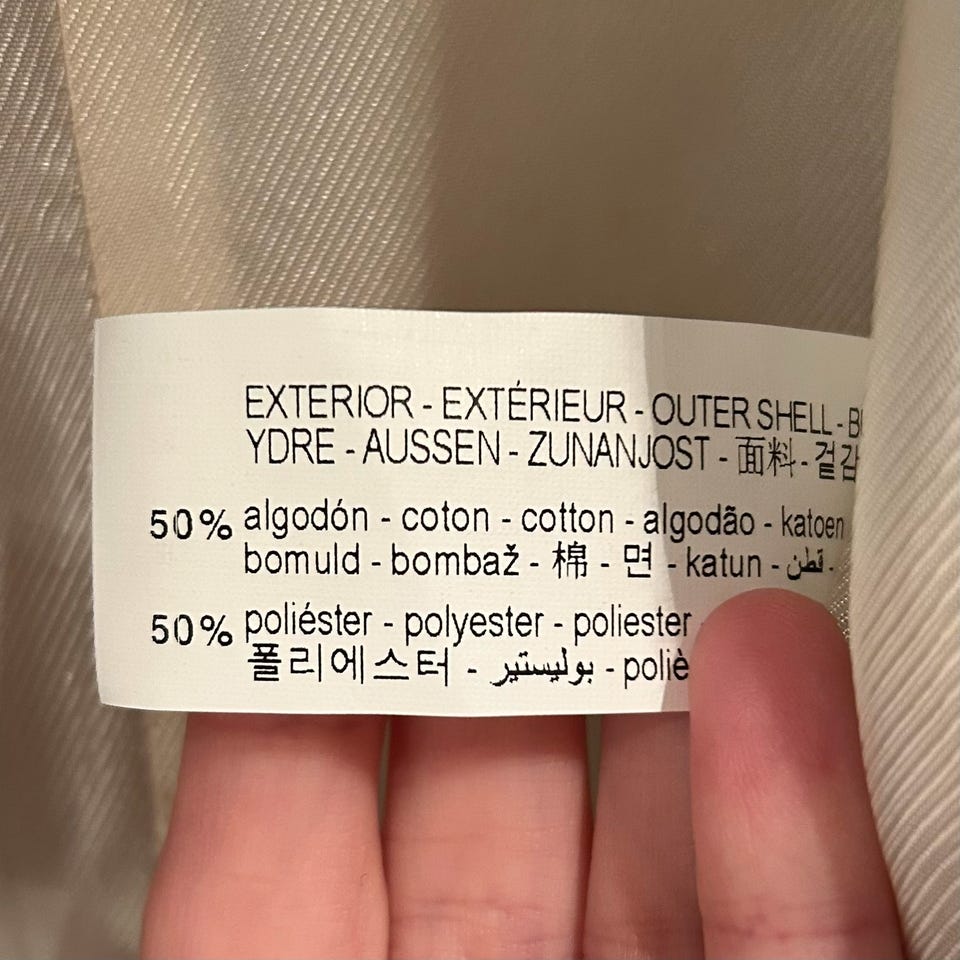 EXTERIOR - EXTÉRIEUR - OUTER SHELL -
YDRE - AUSSEN - ZUNANJOST - 面料 - 겉감
50% algodón - coton - cotton - algodão - katoen
bomuld - bombaž - 棉 - 면 - katun - قطن -
50% poliéster - polyester - poliester
폴리에스터 - بوليستير -